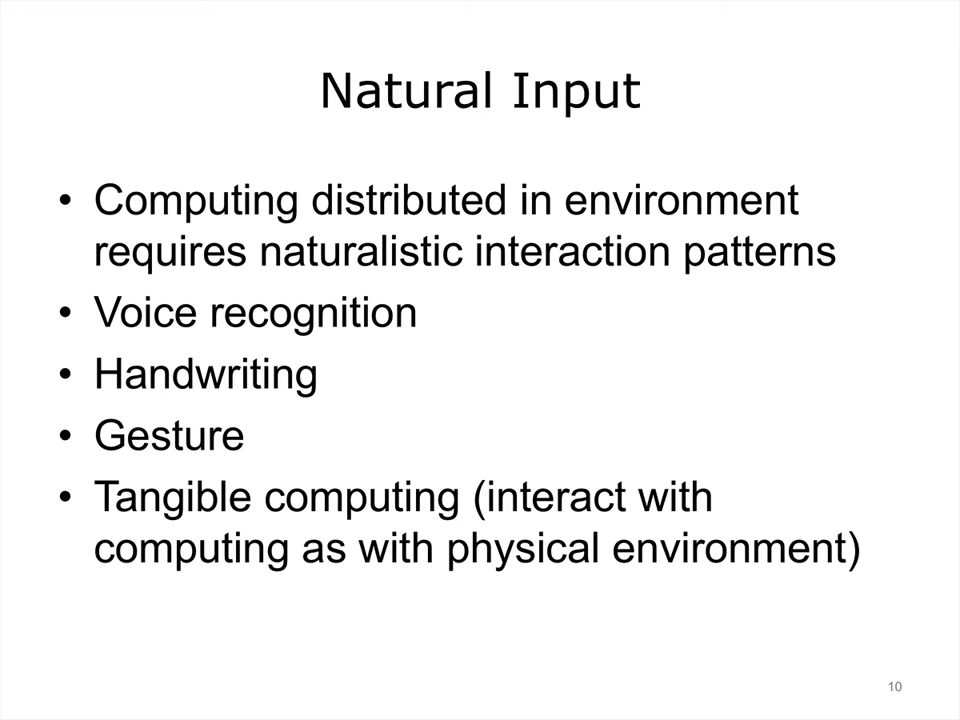 Natural Input
• Computing distributed in environment
requires naturalistic interaction patterns
• Voice recognition
• Handwriting
• Gesture
• Tangible computing (interact with
computing as with physical environment)
10